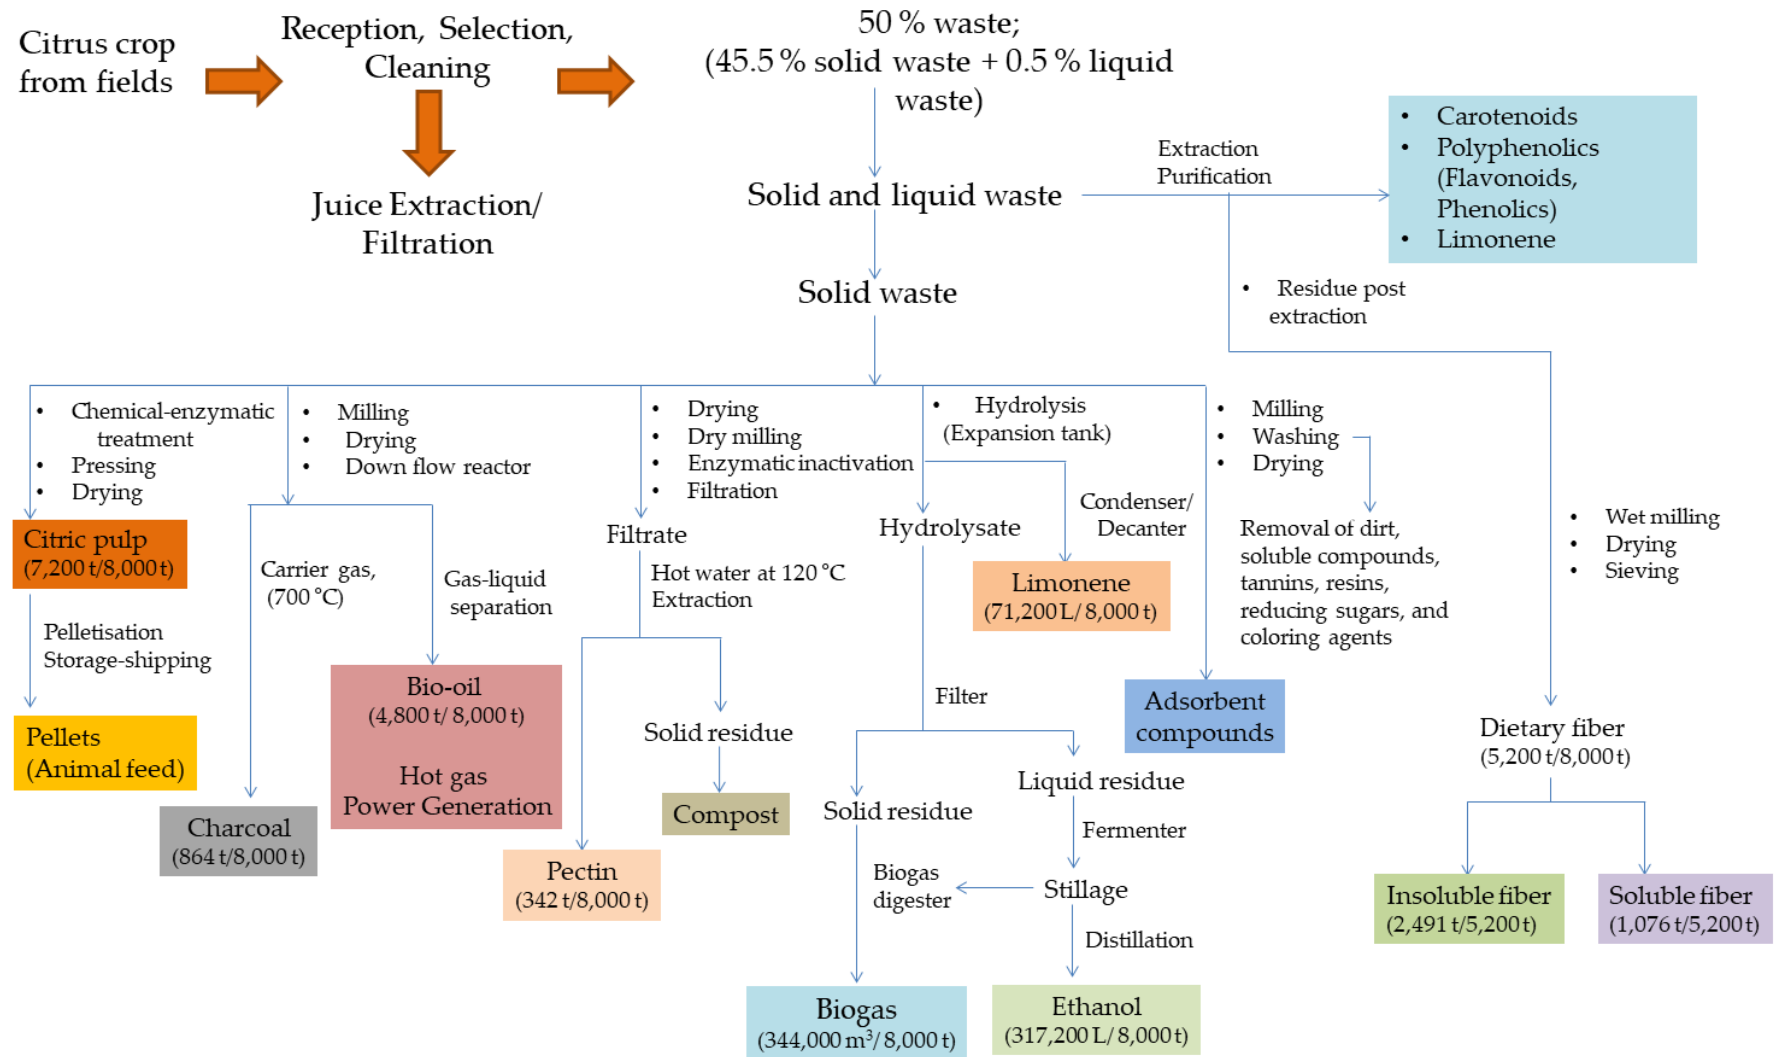 Citrus crop
from fields
Reception, Selection,
Cleaning
50 % waste;
(45.5 % solid waste + 0.5 % liquid
waste)
Juice Extraction/
Filtration
Solid and liquid waste
Extraction
Purification
• Carotenoids
• Polyphenolics
(Flavonoids,
Phenolics)
• Limonene
Solid waste
• Residue post
extraction
• Chemical-enzymatic
treatment
• Pressing
• Drying
• Milling
• Drying
• Down flow reactor
• Drying
• Dry milling
• Enzymatic inactivation
• Filtration
• Hydrolysis
(Expansion tank)
• Milling
• Washing
• Drying
Citric pulp
(7,200 t/8,000 t)
Carrier gas,
(700 °C)
Gas-liquid
separation
Filtrate
Hot water at 120 °C
Extraction
Hydrolysate
Condenser/
Decanter
Limonene
(71,200 L/ 8,000 t)
Removal of dirt,
soluble compounds,
tannins, resins,
reducing sugars, and
coloring agents
• Wet milling
• Drying
• Sieving
Pelletisation
Storage-shipping
Pellets
(Animal feed)
Bio-oil
(4,800 t/ 8,000 t)
Hot gas
Power Generation
Charcoal
(864 t/8,000 t)
Solid residue
Compost
Pectin
(342 t/8,000 t)
Filter
Solid residue
Liquid residue
Fermenter
Biogas
digester
Stillage
Distillation
Biogas
(344,000 m³/ 8,000 t)
Ethanol
(317,200 L/ 8,000 t)
Adsorbent
compounds
Dietary fiber
(5,200 t/8,000 t)
Insoluble fiber
(2,491 t/5,200 t)
Soluble fiber
(1,076 t/5,200 t)